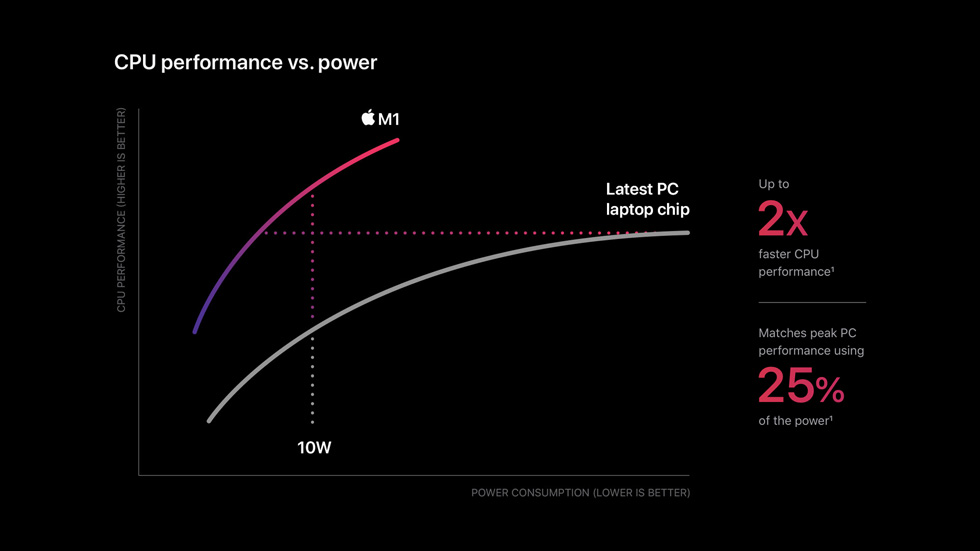 CPU performance vs. power
CPU PERFORMANCE (HIGHER IS BETTER)
M1
Latest PC
laptop chip
10W
POWER CONSUMPTION (LOWER IS BETTER)
Up to
2x
faster CPU
performance¹
Matches peak PC
performance using
25%
of the power¹